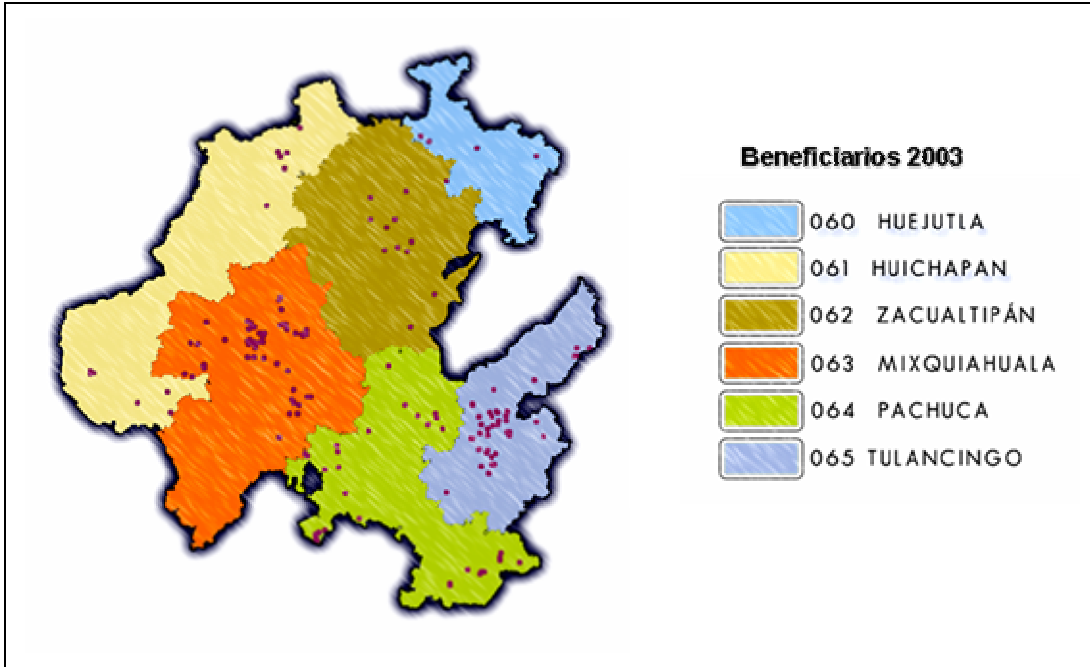 Beneficiarios 2003
060 HUEJUTLA
061 HUICHAPAN
062 ZACUALTIPÁN
063 MIXQUIAHUALA
064 PACHUCA
065 TULANCINGO